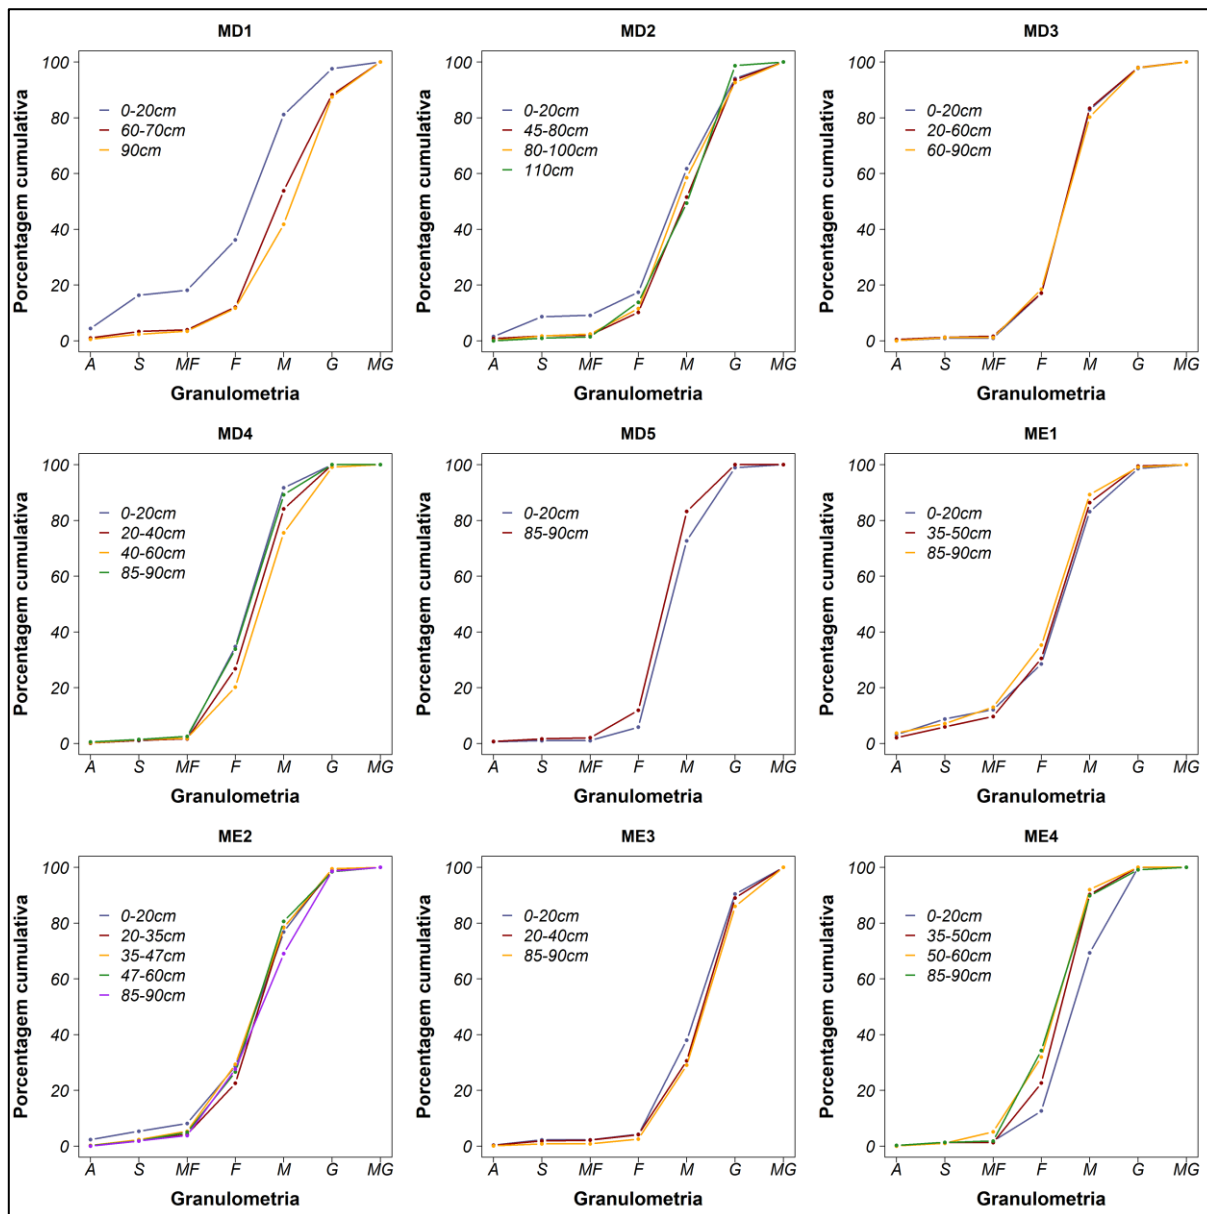 MD1
100
80
60
40
20
0
Porcentagem cumulativa
0-20cm
60-70cm
90cm
A S MF F M G MG
Granulometria
MD2
100
80
60
40
20
0
Porcentagem cumulativa
0-20cm
45-80cm
80-100cm
110cm
A S MF F M G MG
Granulometria
MD3
100
80
60
40
20
0
Porcentagem cumulativa
0-20cm
20-60cm
60-90cm
A S MF F M G MG
Granulometria
MD4
100
80
60
40
20
0
Porcentagem cumulativa
0-20cm
20-40cm
40-60cm
85-90cm
A S MF F M G MG
Granulometria
MD5
100
80
60
40
20
0
Porcentagem cumulativa
0-20cm
85-90cm
A S MF F M G MG
Granulometria
ME1
100
80
60
40
20
0
Porcentagem cumulativa
0-20cm
35-50cm
85-90cm
A S MF F M G MG
Granulometria
ME2
100
80
60
40
20
0
Porcentagem cumulativa
0-20cm
20-35cm
35-47cm
47-60cm
85-90cm
A S MF F M G MG
Granulometria
ME3
100
80
60
40
20
0
Porcentagem cumulativa
0-20cm
20-40cm
85-90cm
A S MF F M G MG
Granulometria
ME4
100
80
60
40
20
0
Porcentagem cumulativa
0-20cm
35-50cm
50-60cm
85-90cm
A S MF F M G MG
Granulometria